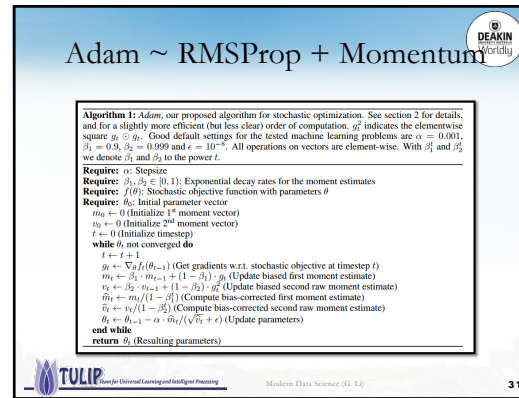 DEAKIN
Worldly
Adam ~ RMSProp + Momentum
Algorithm 1: Adam, our proposed algorithm for stochastic optimization. See section 2 for details,
and for a slightly more efficient (but less clear) order of computation. g_t^2 indicates the elementwise
square g_t ⊙ g_t. Good default settings for the tested machine learning problems are α = 0.001,
β_1 = 0.9, β_2 = 0.999 and ϵ = 10^{-8}. All operations on vectors are element-wise. With β_1^t and β_2^t
we denote β_1 and β_2 to the power t.
Require: α: Stepsize
Require: β_1, β_2 ∈ [0, 1): Exponential decay rates for the moment estimates
Require: f(θ): Stochastic objective function with parameters θ
Require: θ_0: Initial parameter vector
m_0 ← 0 (Initialize 1^st moment vector)
v_0 ← 0 (Initialize 2^nd moment vector)
t ← 0 (Initialize timestep)
while θ_t not converged do
t ← t + 1
g_t ← ∇_θ f_t(θ_{t-1}) (Get gradients w.r.t. stochastic objective at timestep t)
m_t ← β_1 · m_{t-1} + (1 − β_1) · g_t (Update biased first moment estimate)
v_t ← β_2 · v_{t-1} + (1 − β_2) · g_t^2 (Update biased second raw moment estimate)
m̂_t ← m_t/(1 − β_1^t) (Compute bias-corrected first moment estimate)
v̂_t ← v_t/(1 − β_2^t) (Compute bias-corrected second raw moment estimate)
θ_t ← θ_{t-1} − α · m̂_t/(√v̂_t + ϵ) (Update parameters)
end while
return θ_t (Resulting parameters)
TULIP Team for Universal Learning and Intelligent Processing
Modern Data Science (G. Li)
31